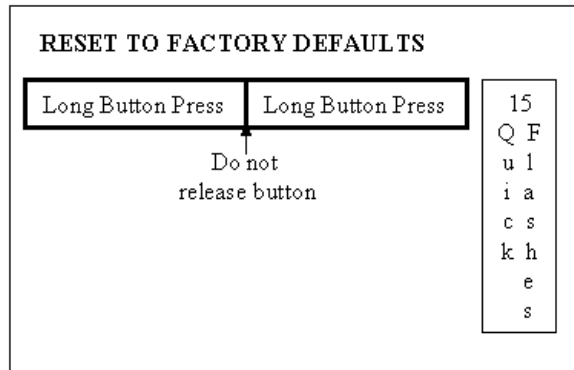 RESET TO FACTORY DEFAULTS
Long Button Press
Long Button Press
Do not
release button
15
Quick
Flashes